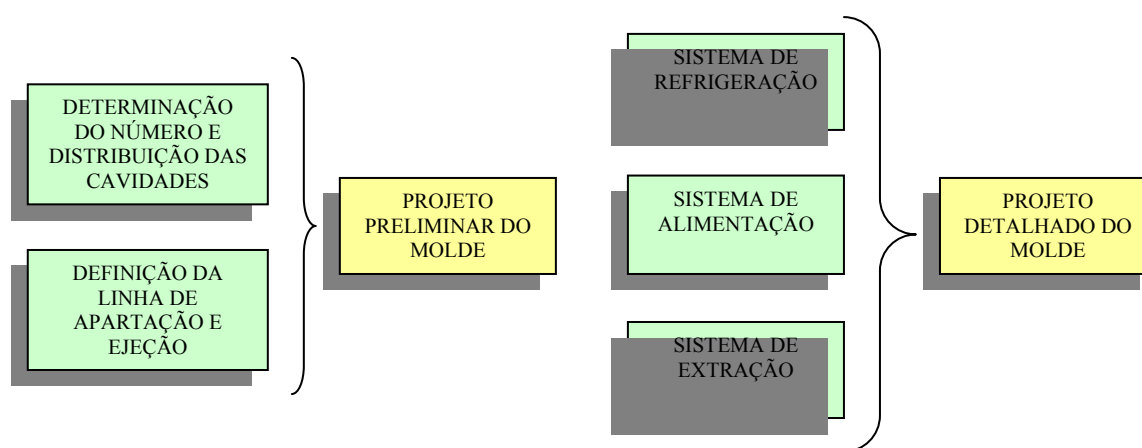 DETERMINAÇÃO
DO NÚMERO E
DISTRIBUIÇÃO DAS
CAVIDADES
DEFINIÇÃO DA
LINHA DE
APARTAÇÃO E
EJEÇÃO
PROJETO
PRELIMINAR DO
MOLDE
SISTEMA DE
REFRIGERAÇÃO
SISTEMA DE
ALIMENTAÇÃO
SISTEMA DE
EXTRAÇÃO
PROJETO
DETALHADO DO
MOLDE